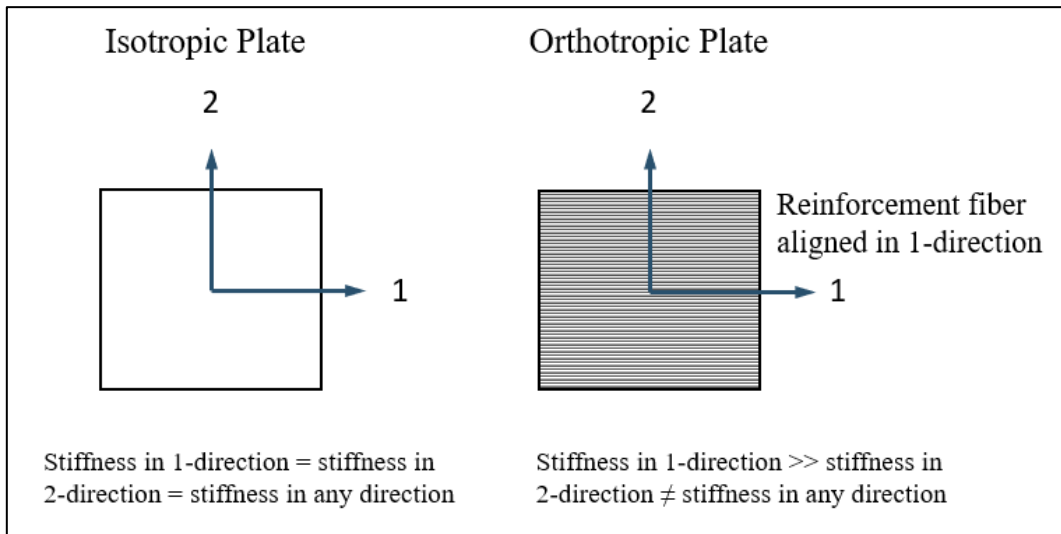 Isotropic Plate
2
1
Stiffness in 1-direction = stiffness in
2-direction = stiffness in any direction
Orthotropic Plate
2
Reinforcement fiber
aligned in 1-direction
1
Stiffness in 1-direction >> stiffness in
2-direction ≠ stiffness in any direction